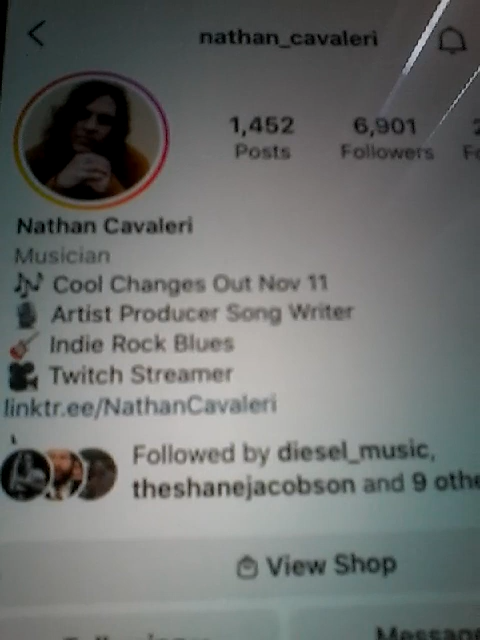 nathan_cavaleri
1,452 6,901
Posts Followers
Nathan Cavaleri
Musician
Cool Changes Out Nov 11
Artist Producer Song Writer
Indie Rock Blues
Twitch Streamer
linktr.ee/NathanCavaleri
Followed by diesel_music,
theshanejacobson and 9 othe
View Shop